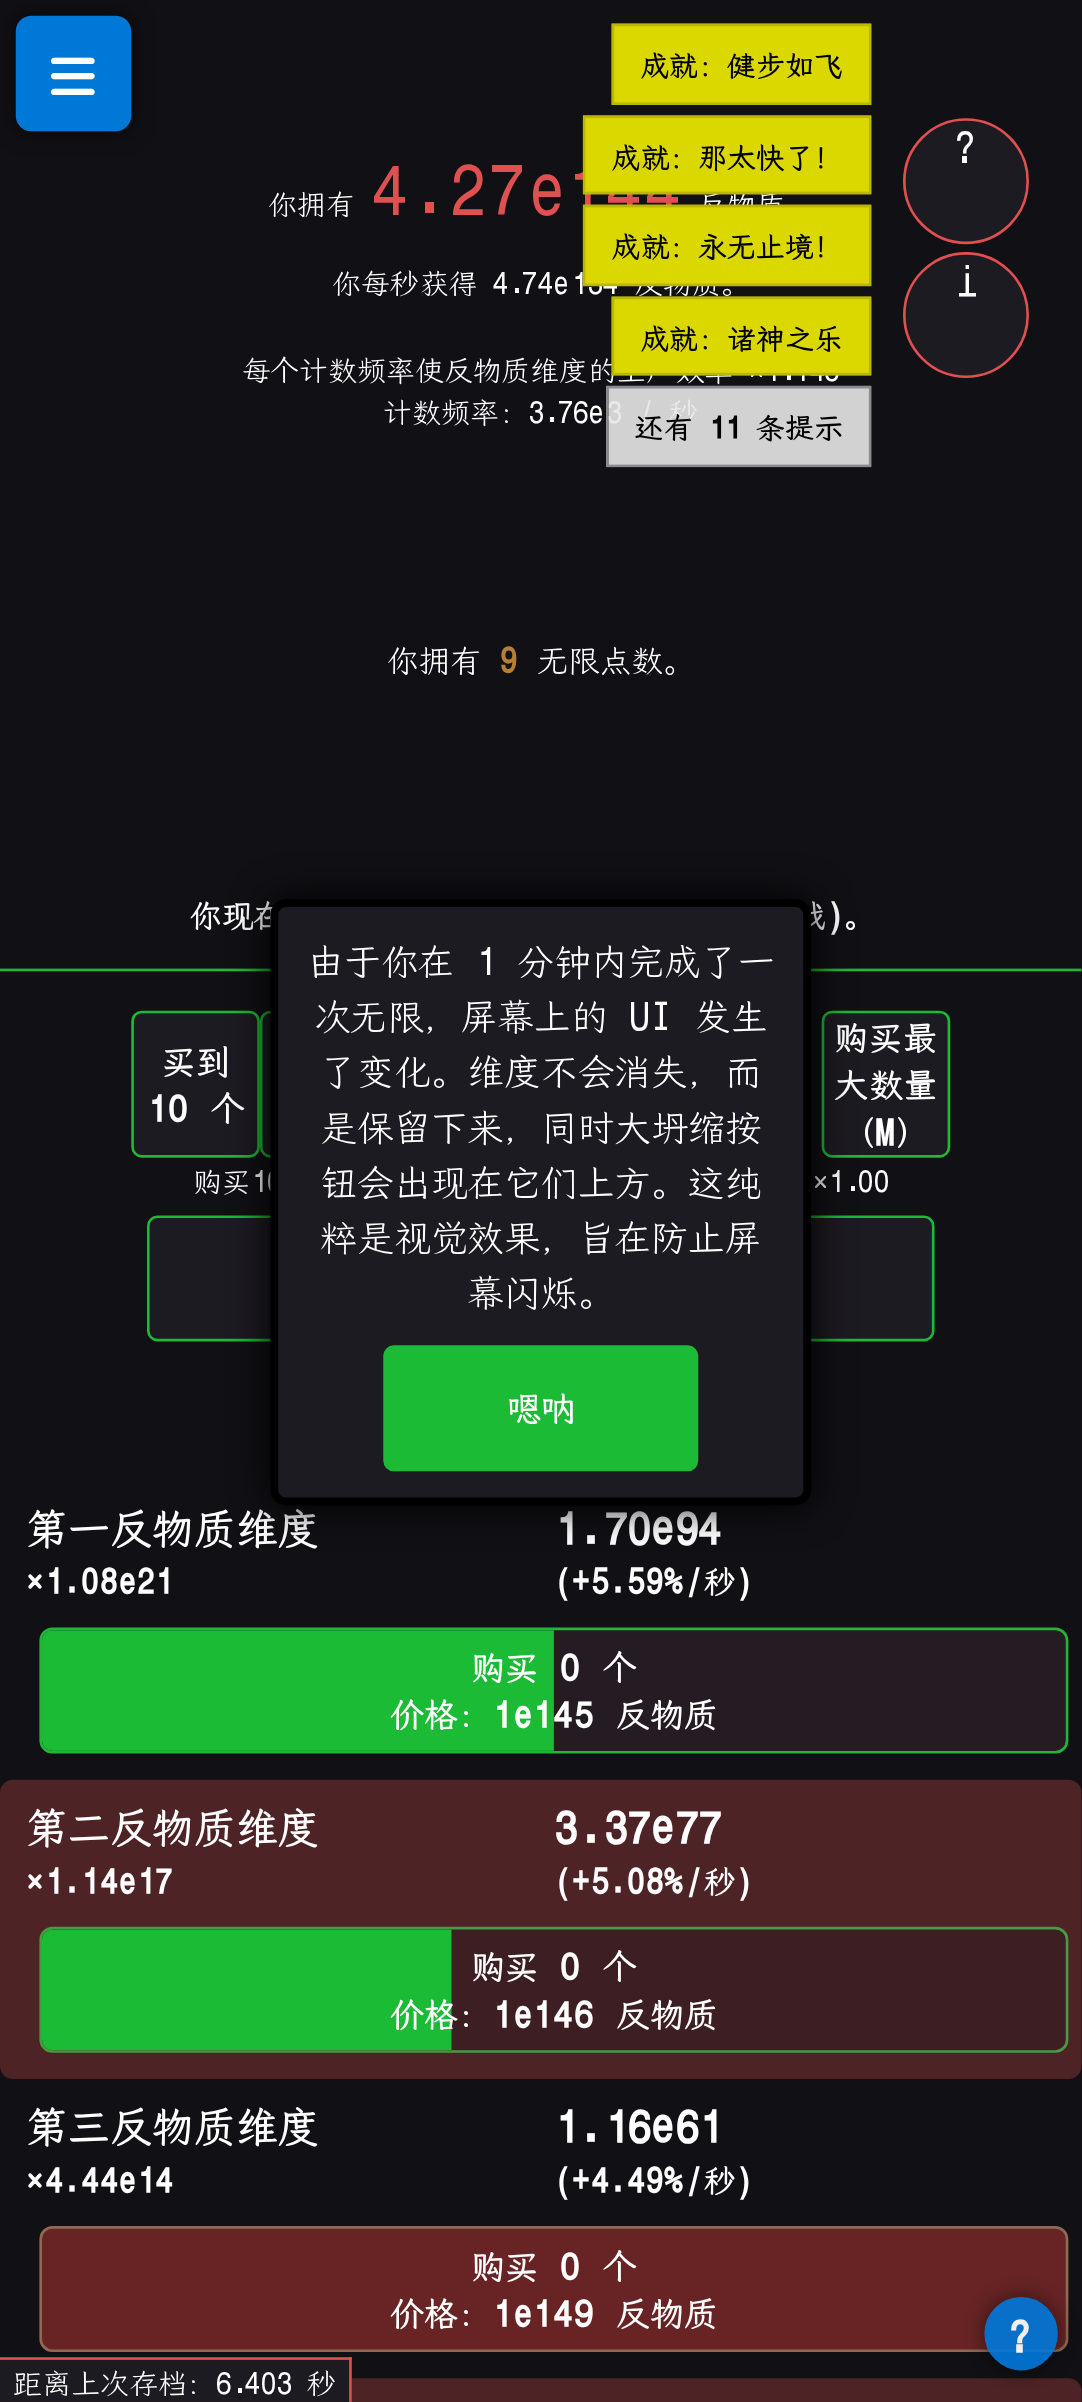 成就：健步如飞
成就：那太快了！
成就：永无止境！
成就：诸神之乐
还有 11 条提示
?
i
你拥有 4.27e144 反物质
你每秒获得 4.74e134 反物质。
每个计数频率使反物质维度的
计数频率：3.76e3 / 秒
你拥有 9 无限点数。
你现在
戏)。
由于你在 1 分钟内完成了一
次无限，屏幕上的 UI 发生
了变化。维度不会消失，而
是保留下来，同时大坍缩按
钮会出现在它们上方。这纯
粹是视觉效果，旨在防止屏
幕闪烁。
嗯呐
买到
10 个
购买最
大数量
(M)
购买10
×1.00
第一反物质维度
×1.08e21
1.70e94
(+5.59%/秒)
购买 0 个
价格：1e145 反物质
第二反物质维度
×1.14e17
3.37e77
(+5.08%/秒)
购买 0 个
价格：1e146 反物质
第三反物质维度
×4.44e14
1.16e61
(+4.49%/秒)
购买 0 个
价格：1e149 反物质
?
距离上次存档：6.403 秒